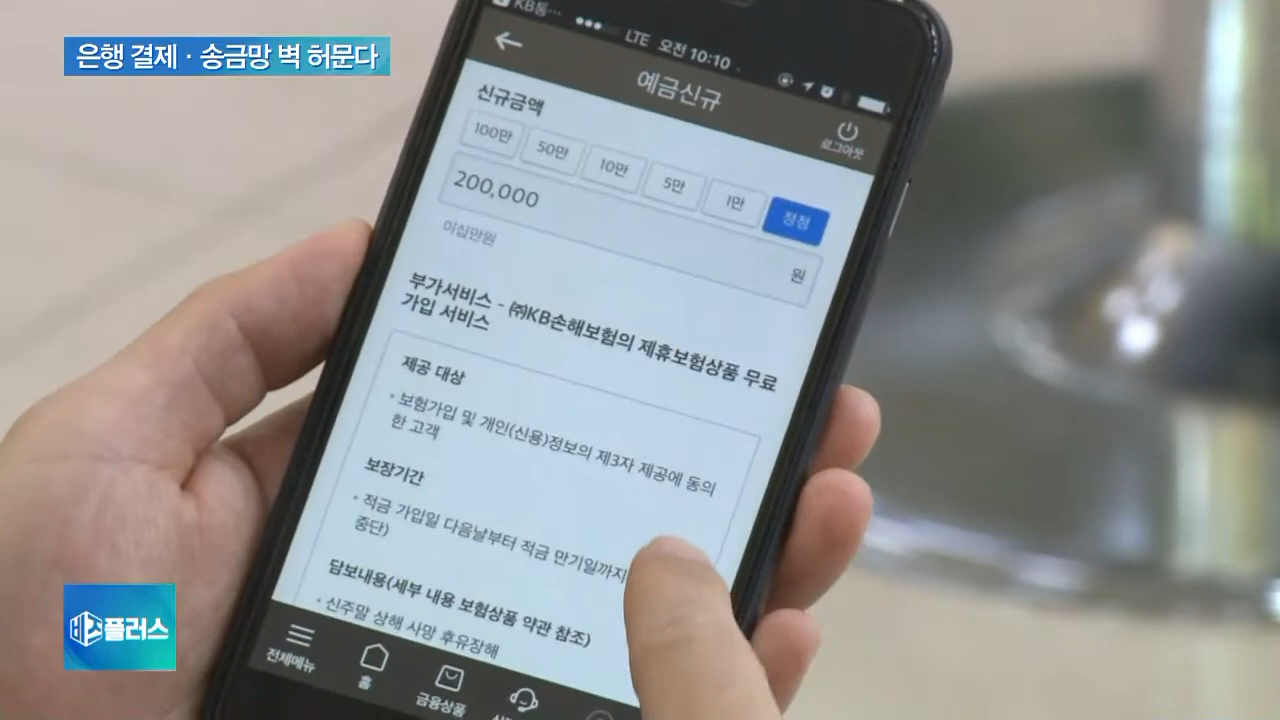 은행 결제 · 송금망 벽 허문다
KB통…
LTE 오전 10:10
예금신규
로그아웃
신규금액
100만 50만 10만 5만 1만 정정
200,000
원
이십만원
부가서비스 - ㈜KB손해보험의 제휴보험상품 무료
가입 서비스
제공 대상
• 보험가입 및 개인(신용)정보의 제3자 제공에 동의
한 고객
보장기간
• 적금 가입일 다음날부터 적금 만기일까지
중단)
담보내용(세부 내용 보험상품 약관 참조)
• 신주말 상해 사망 후유장해
전체메뉴 홈 금융상품
비즈플러스